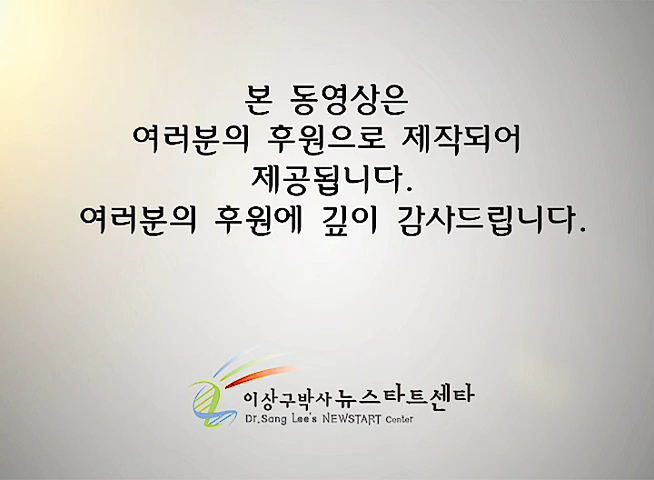 본 동영상은
여러분의 후원으로 제작되어
제공됩니다.
여러분의 후원에 깊이 감사드립니다.
이상구박사 뉴스타트센타
Dr.Sang Lee's NEWSTART Center